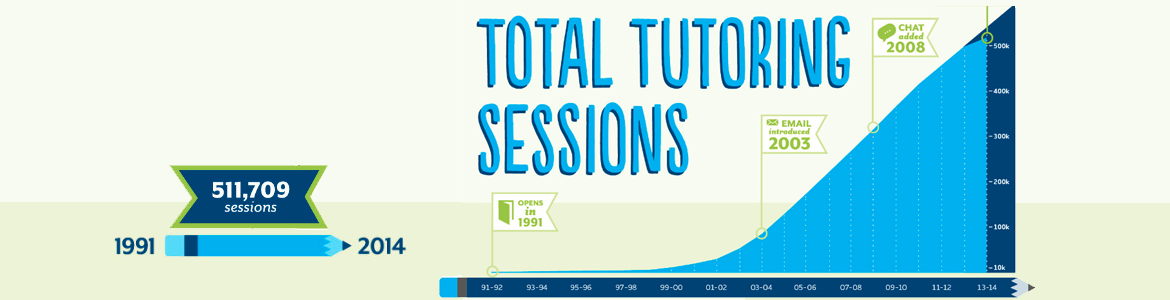 TOTAL TUTORING
SESSIONS
511,709
sessions
1991
2014
OPENS
in
1991
EMAIL
introduced
2003
CHAT
added
2008
500k
400k
300k
200k
100k
10k
91-92 93-94 95-96 97-98 99-00 01-02 03-04 05-06 07-08 09-10 11-12 13-14